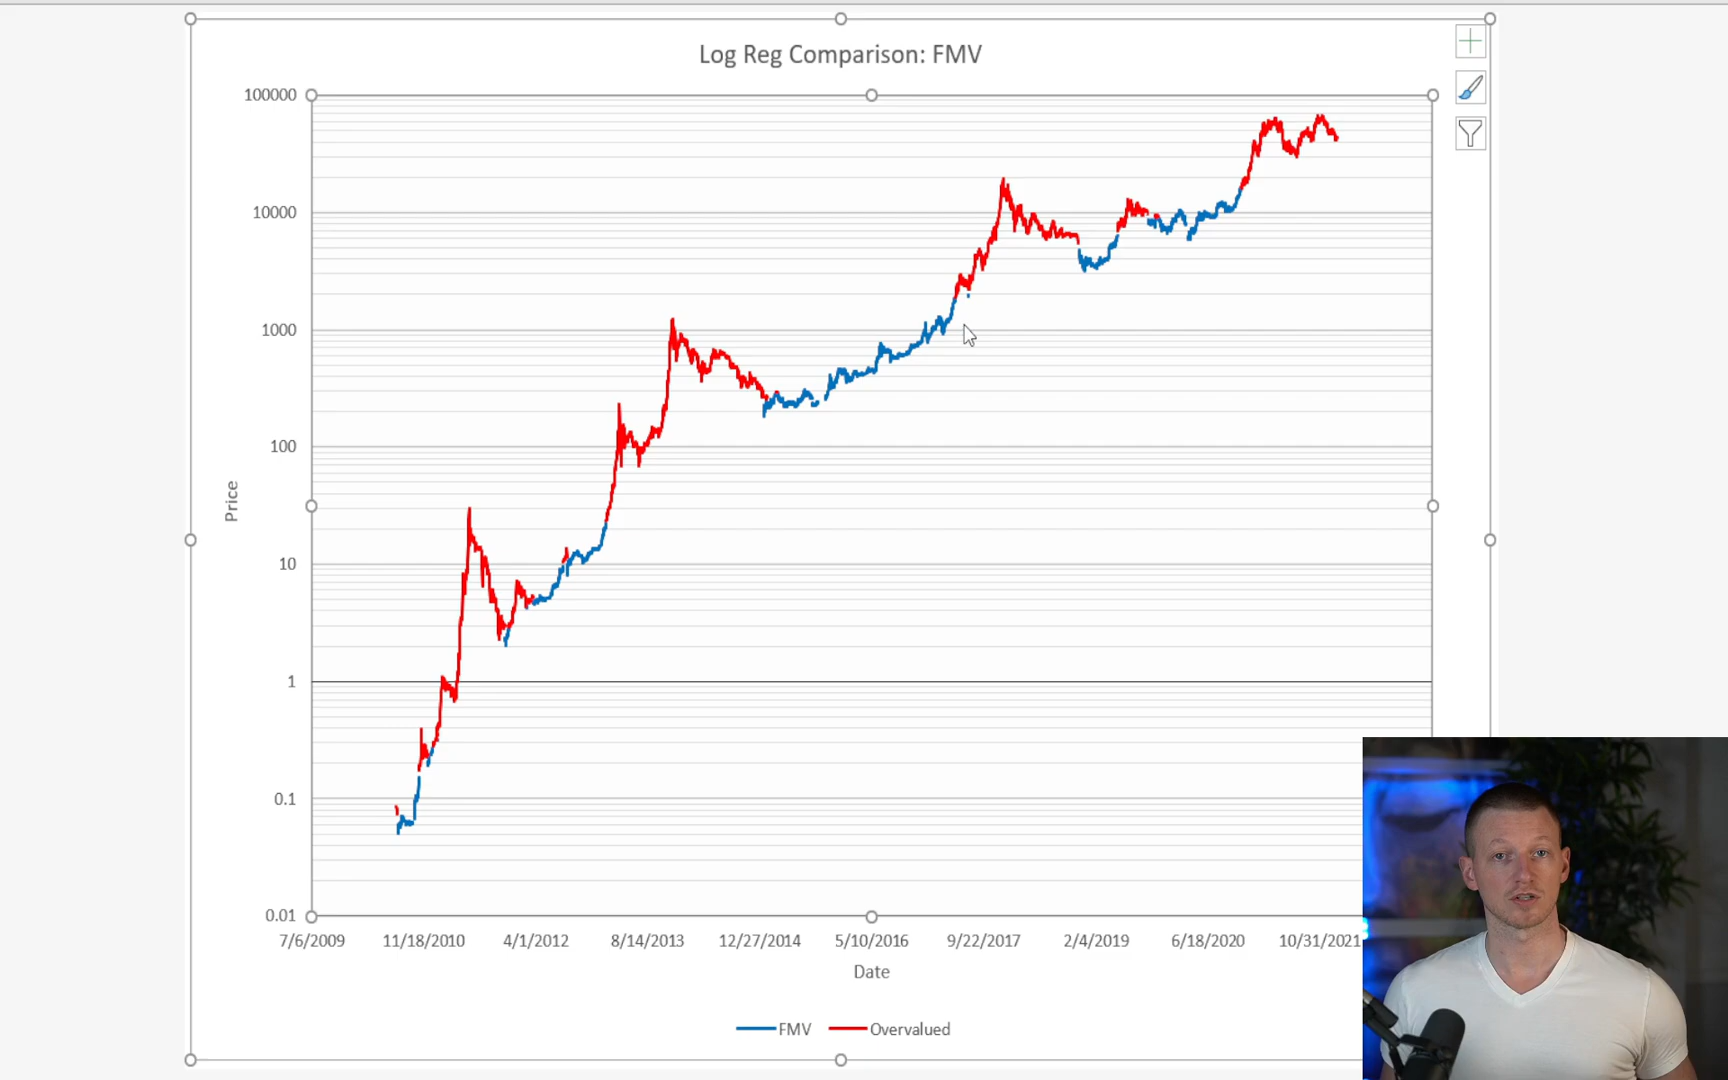 Log Reg Comparison: FMV
100000
10000
1000
100
10
1
0.1
0.01
Price
7/6/2009 11/18/2010 4/1/2012 8/14/2013 12/27/2014 5/10/2016 9/22/2017 2/4/2019 6/18/2020 10/31/2021
Date
FMV Overvalued